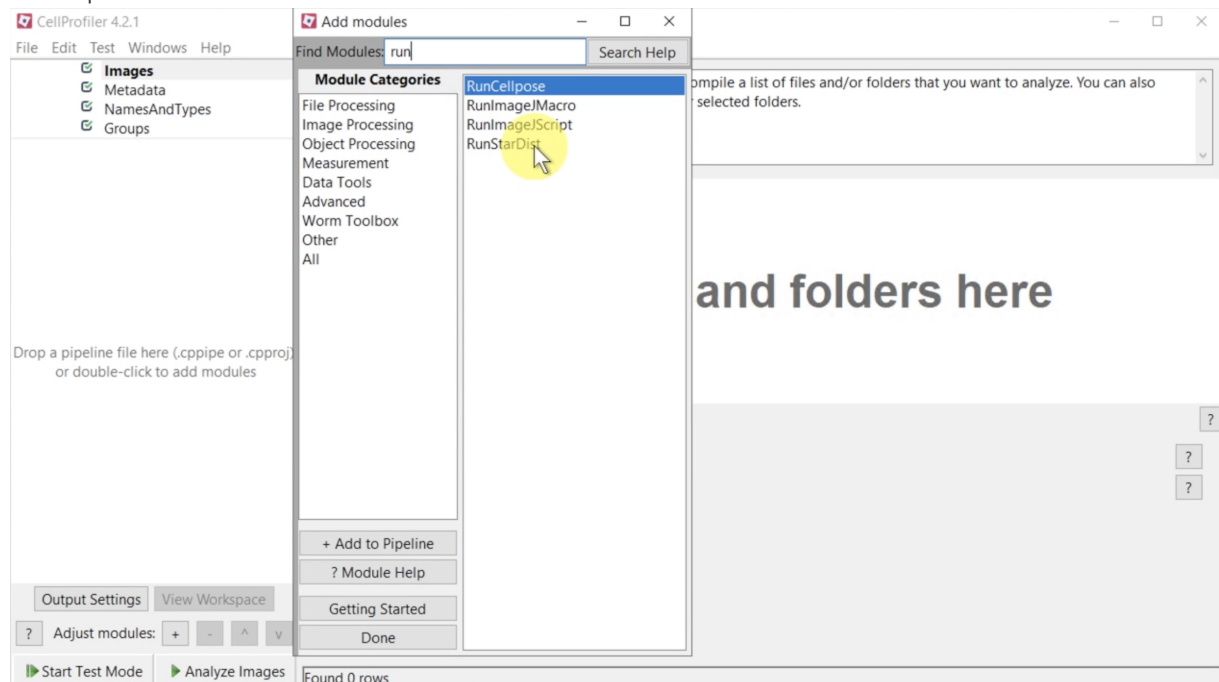 CellProfiler 4.2.1
File Edit Test Windows Help
Images
Metadata
NamesAndTypes
Groups
Drop a pipeline file here (.cppipe or .cpproj)
or double-click to add modules
Output Settings View Workspace
? Adjust modules: + - ^ v
Start Test Mode Analyze Images
Add modules
Find Modules: run Search Help
Module Categories
File Processing
Image Processing
Object Processing
Measurement
Data Tools
Advanced
Worm Toolbox
Other
All
+ Add to Pipeline
? Module Help
Getting Started
Done
RunCellpose
RunImageJMacro
RunImageJScript
RunStarDist
ompile a list of files and/or folders that you want to analyze. You can also
selected folders.
and folders here
?
?
?
Found 0 rows